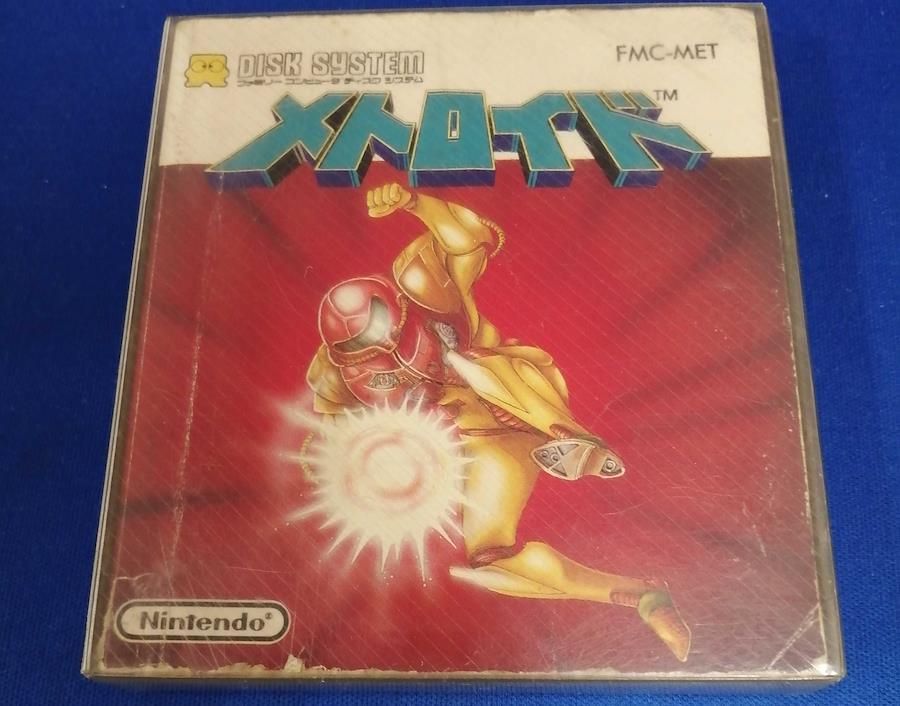 DISK SYSTEM
ファミリー コンピュータ ディスク システム
FMC-MET
メトロイド™
Nintendo®